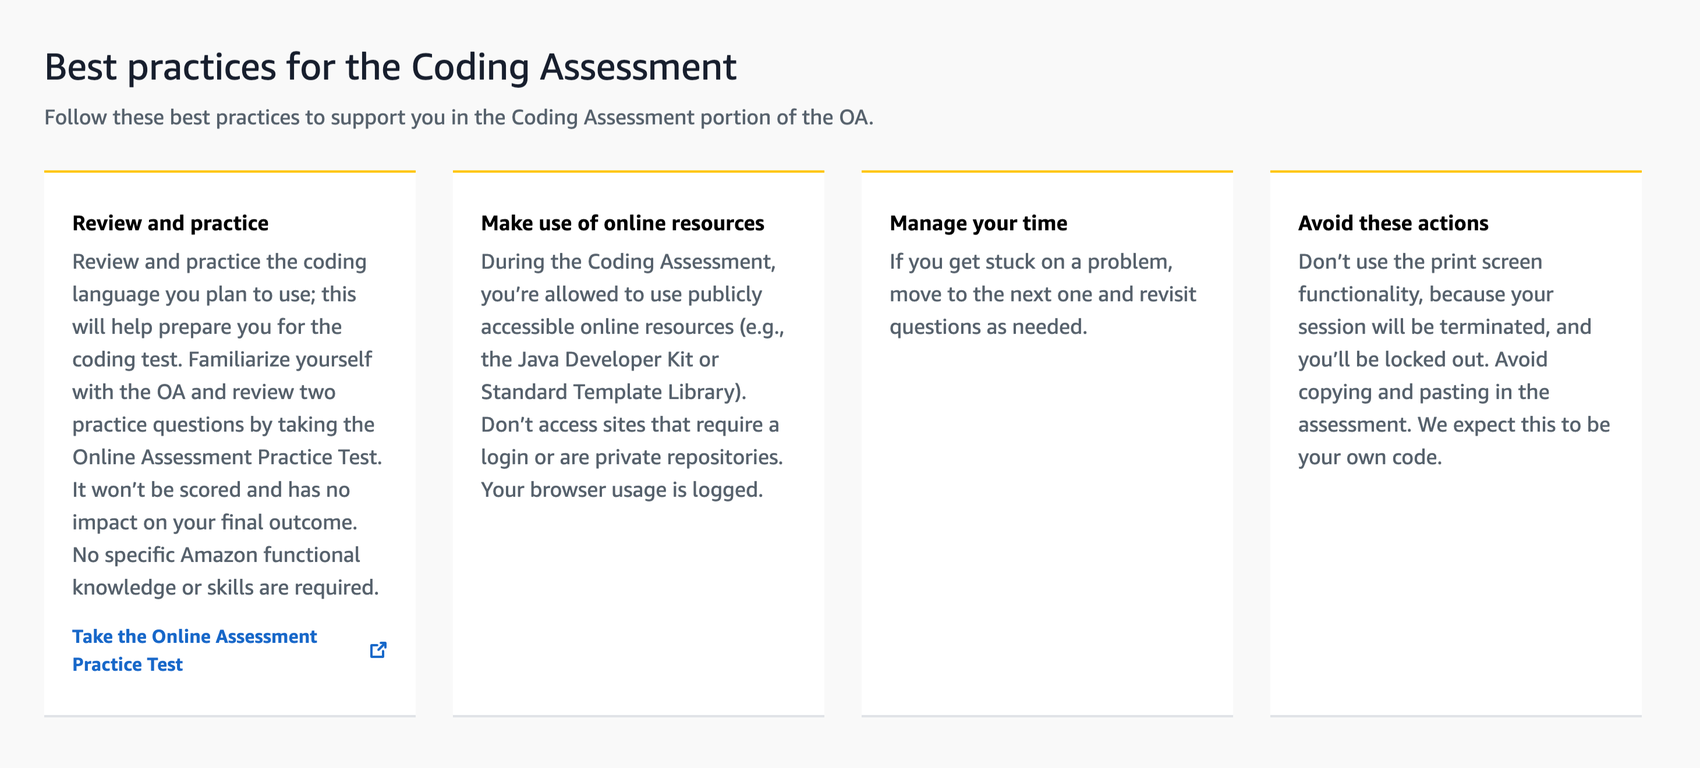 Best practices for the Coding Assessment
Follow these best practices to support you in the Coding Assessment portion of the OA.
Review and practice
Review and practice the coding
language you plan to use; this
will help prepare you for the
coding test. Familiarize yourself
with the OA and review two
practice questions by taking the
Online Assessment Practice Test.
It won’t be scored and has no
impact on your final outcome.
No specific Amazon functional
knowledge or skills are required.
Take the Online Assessment
Practice Test
Make use of online resources
During the Coding Assessment,
you’re allowed to use publicly
accessible online resources (e.g.,
the Java Developer Kit or
Standard Template Library).
Don’t access sites that require a
login or are private repositories.
Your browser usage is logged.
Manage your time
If you get stuck on a problem,
move to the next one and revisit
questions as needed.
Avoid these actions
Don’t use the print screen
functionality, because your
session will be terminated, and
you’ll be locked out. Avoid
copying and pasting in the
assessment. We expect this to be
your own code.